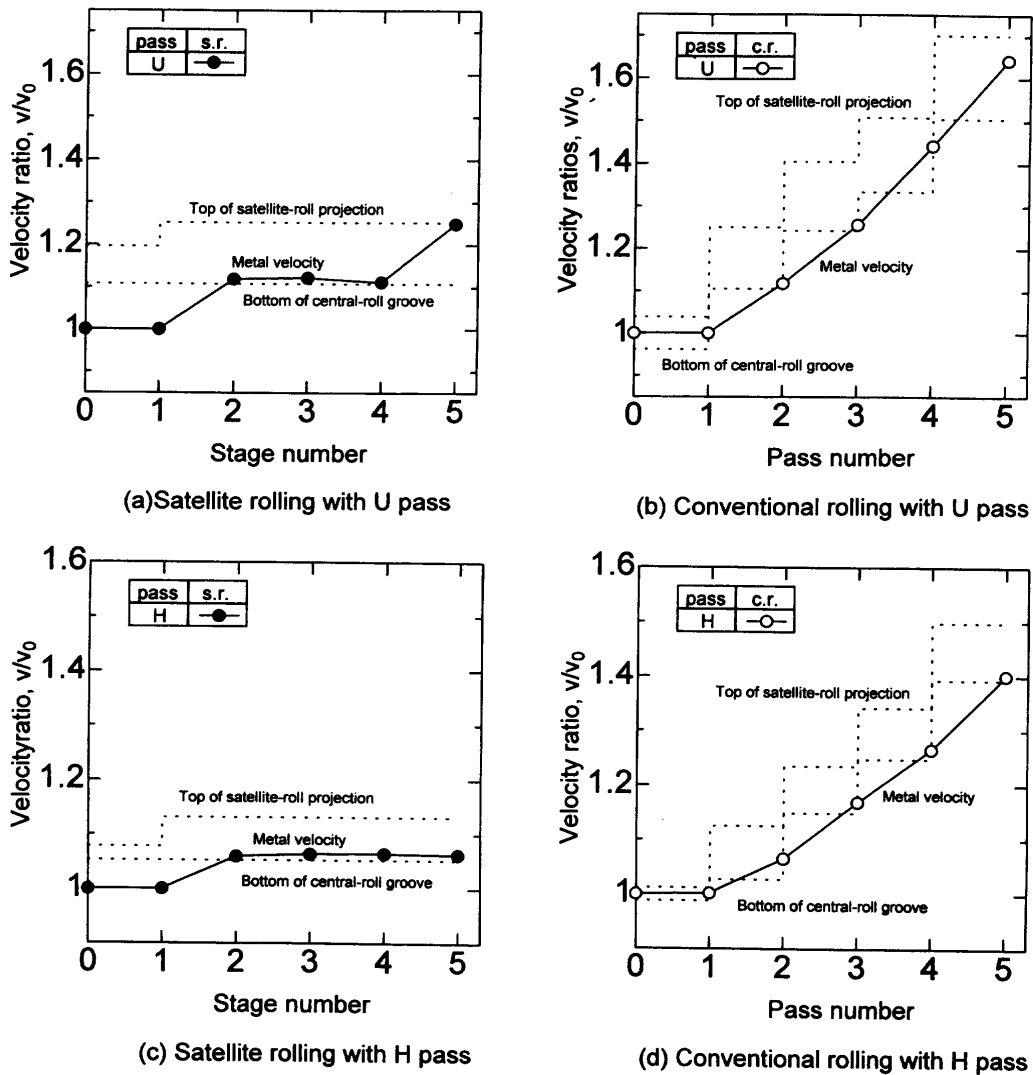 1.6
1.4
1.2
1
Velocity ratio, v/v0
pass s.r.
U
Top of satellite-roll projection
Metal velocity
Bottom of central-roll groove
0 1 2 3 4 5
Stage number
(a)Satellite rolling with U pass
1.6
1.4
1.2
1
Velocity ratios, v/v0
pass c.r.
U
Top of satellite-roll projection
Metal velocity
Bottom of central-roll groove
0 1 2 3 4 5
Pass number
(b) Conventional rolling with U pass
1.6
1.4
1.2
1
Velocityratio, v/v0
pass s.r.
H
Top of satellite-roll projection
Metal velocity
Bottom of central-roll groove
0 1 2 3 4 5
Stage number
(c) Satellite rolling with H pass
1.6
1.4
1.2
1
Velocity ratio, v/v0
pass c.r.
H
Top of satellite-roll projection
Metal velocity
Bottom of central-roll groove
0 1 2 3 4 5
Pass number
(d) Conventional rolling with H pass